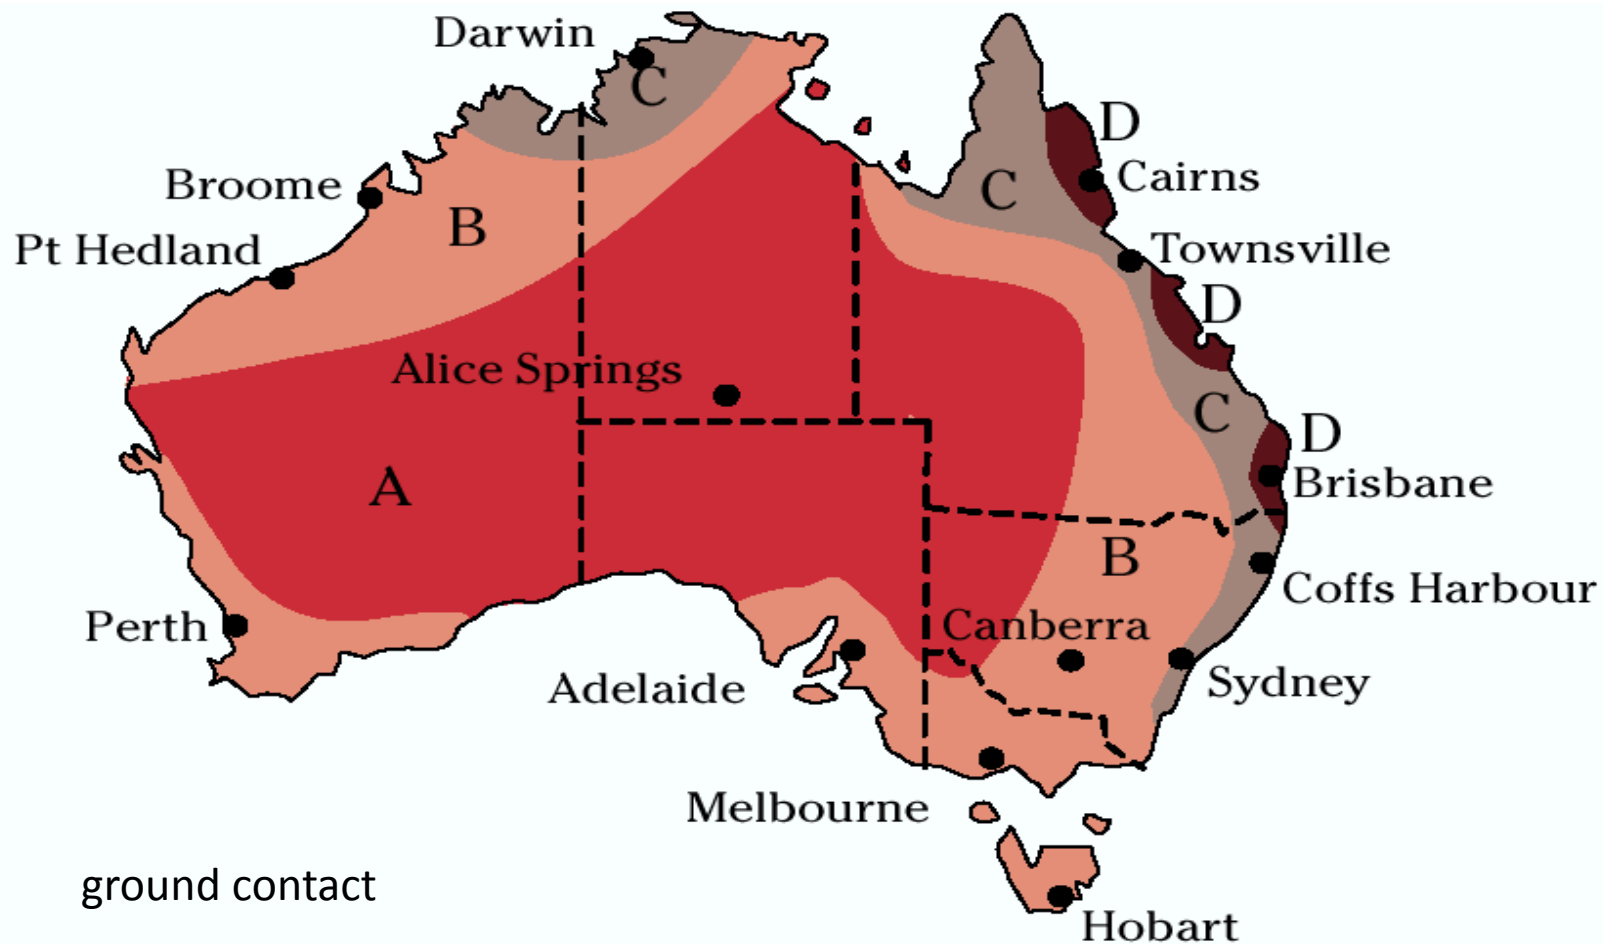 Darwin
C
D
Broome
Cairns
C
B
Pt Hedland
Townsville
D
Alice Springs
C
D
A
Brisbane
B
Coffs Harbour
Perth
Canberra
Adelaide
Sydney
Melbourne
ground contact
Hobart